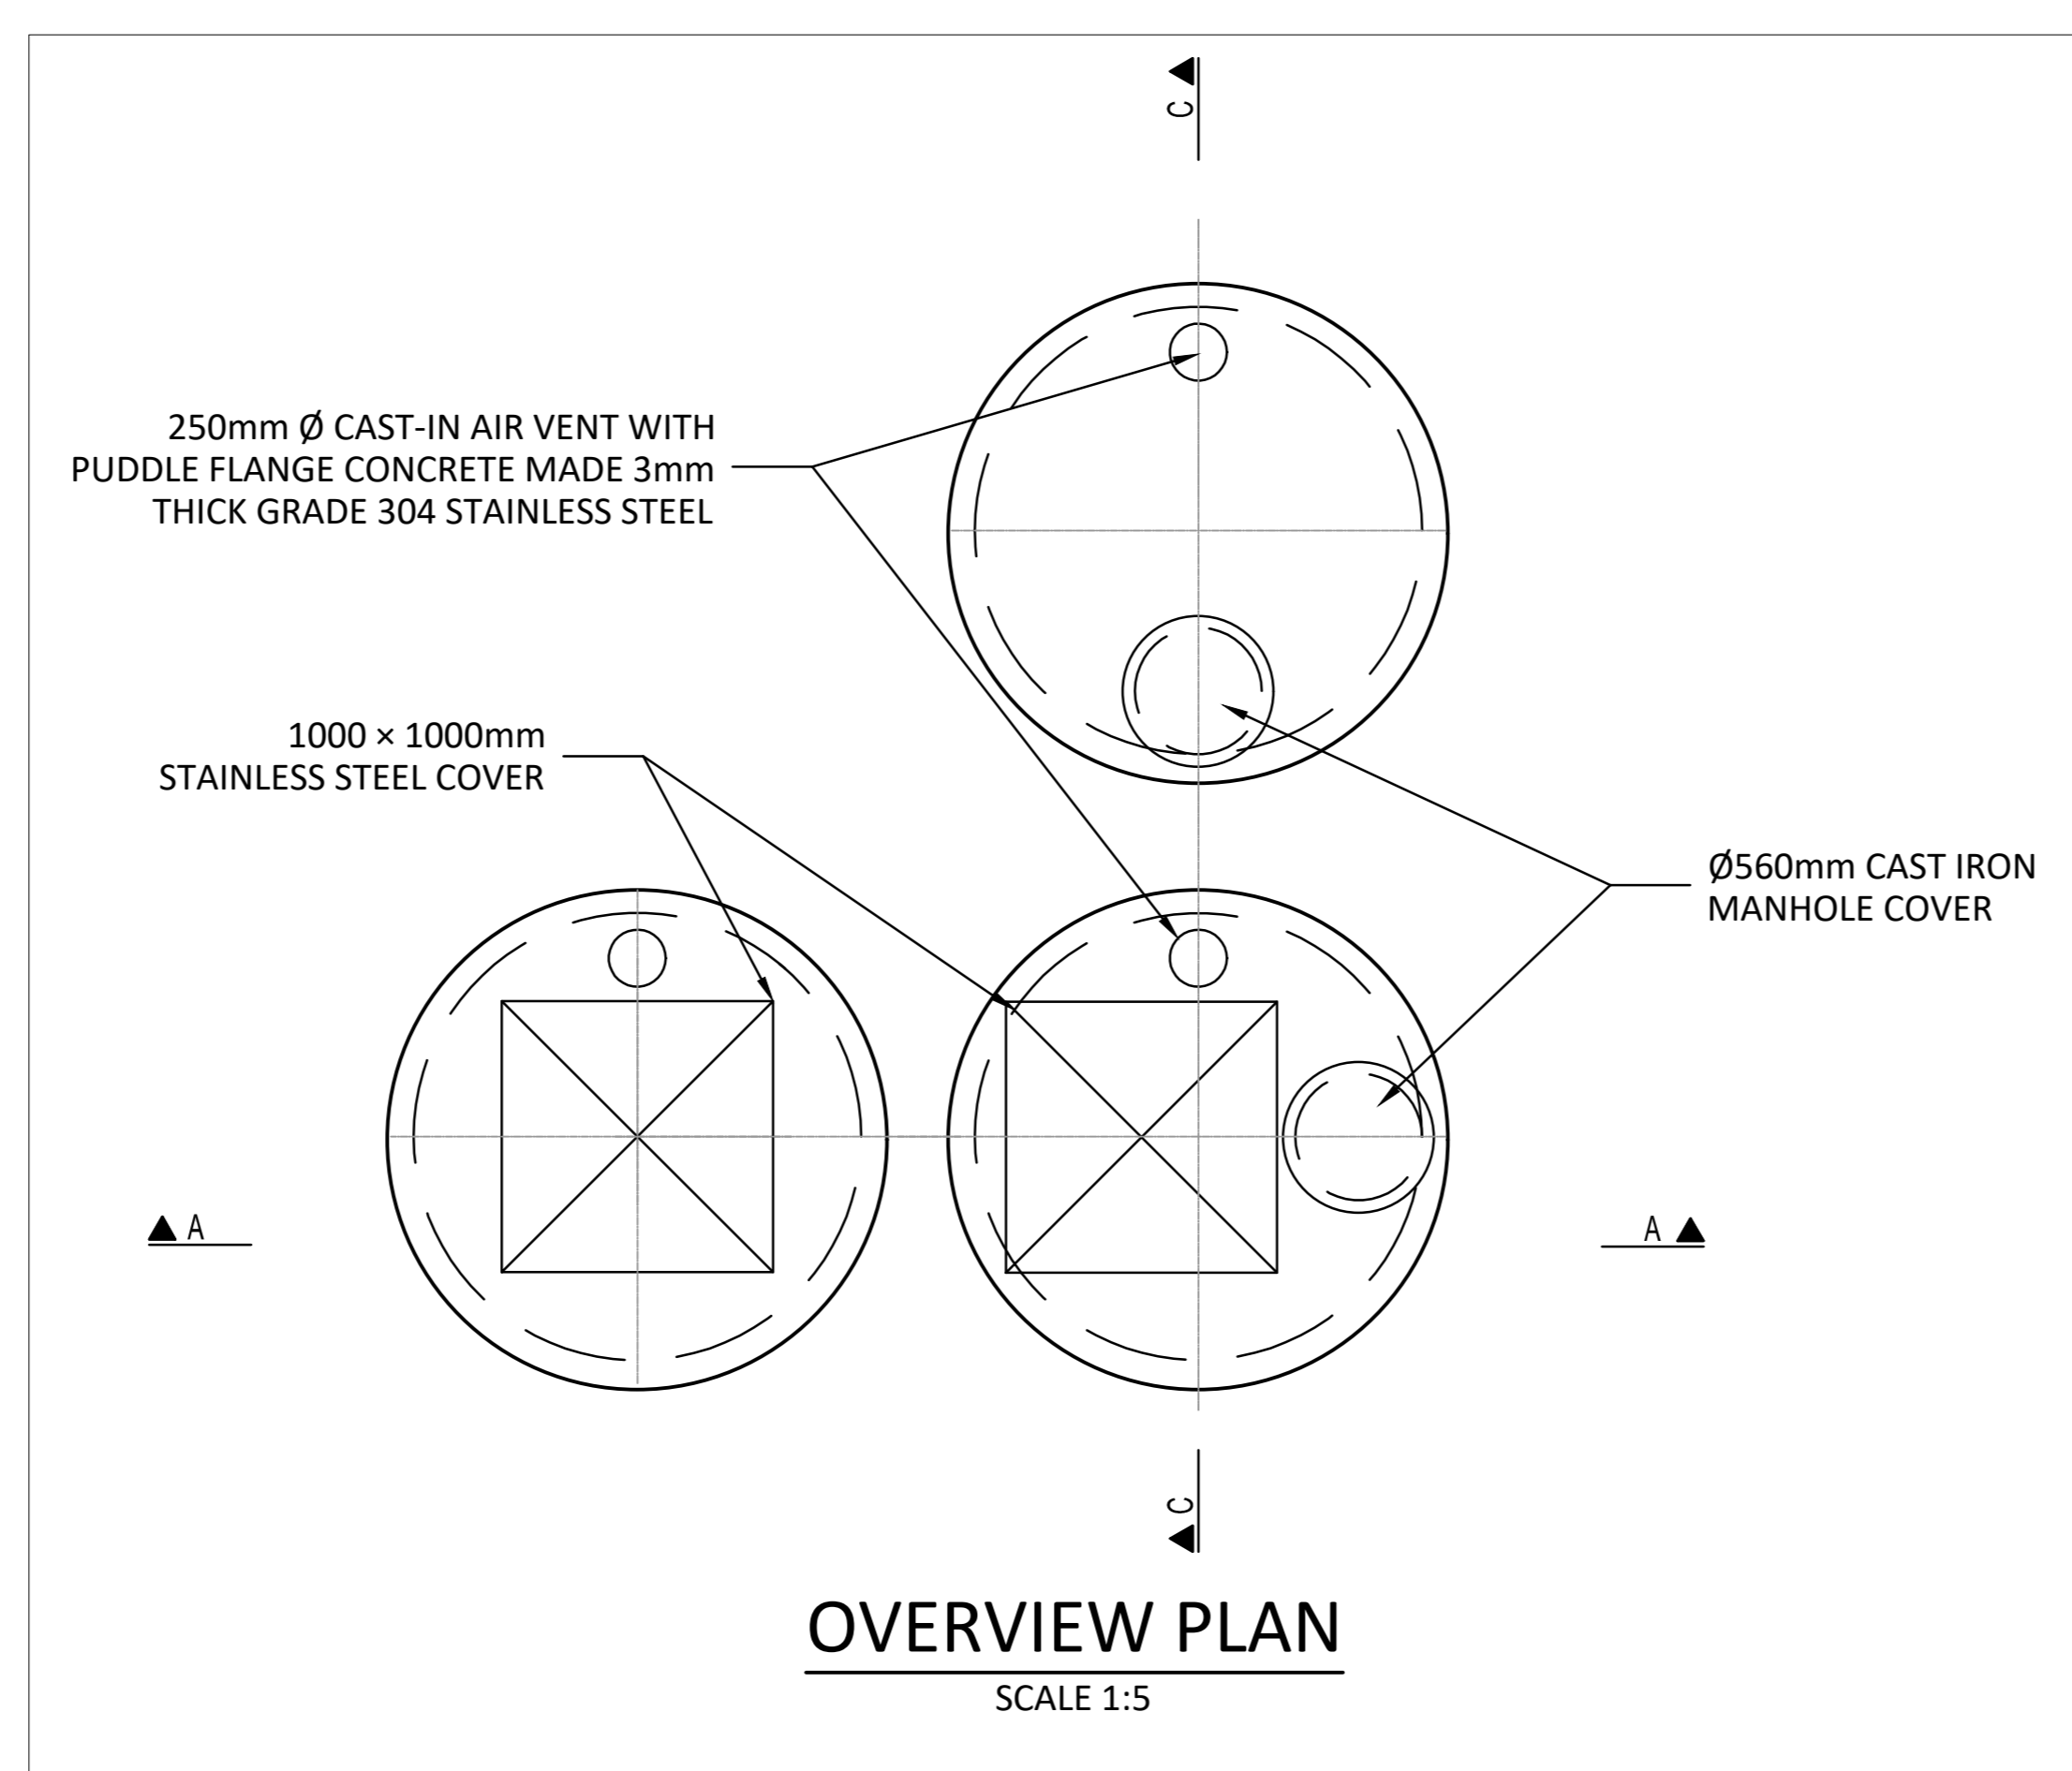 C
250mm Ø CAST-IN AIR VENT WITH
PUDDLE FLANGE CONCRETE MADE 3mm
THICK GRADE 304 STAINLESS STEEL
1000 × 1000mm
STAINLESS STEEL COVER
Ø560mm CAST IRON
MANHOLE COVER
A
A
C
OVERVIEW PLAN
SCALE 1:5